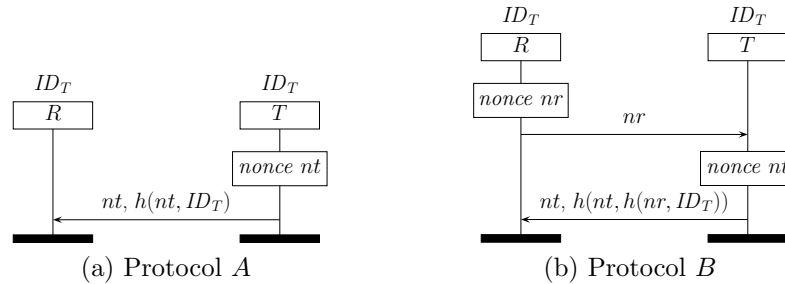 ID_T
R
ID_T
T
nonce nt
nt, h(nt, ID_T)
(a) Protocol A
ID_T
R
ID_T
T
nonce nr
nr
nonce nt
nt, h(nt, h(nr, ID_T))
(b) Protocol B